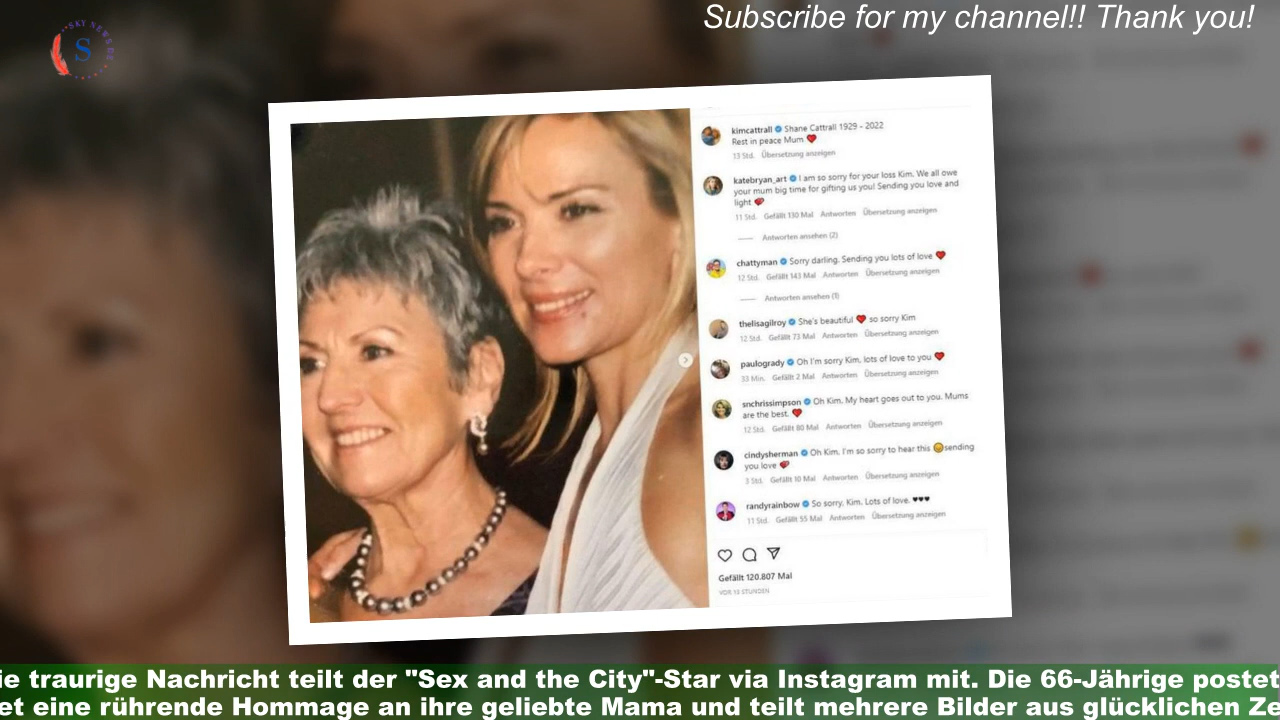 Subscribe for my channel!! Thank you!
S
kimcattrall Shane Cattrall 1929 - 2022
Rest in peace Mum ❤️
13 Std. Übersetzung anzeigen
katebryan_art I am so sorry for your loss Kim. We all owe
your mum big time for gifting us you! Sending you love and
light 💕
11 Std. Gefällt 130 Mal Antworten Übersetzung anzeigen
Antworten ansehen (2)
chattyman Sorry darling. Sending you lots of love ❤️
12 Std. Gefällt 143 Mal Antworten Übersetzung anzeigen
Antworten ansehen (1)
thelisagilroy She's beautiful ❤️ so sorry Kim
12 Std. Gefällt 73 Mal Antworten Übersetzung anzeigen
paulogrady Oh I'm sorry Kim, lots of love to you ❤️
33 Min. Gefällt 2 Mal Antworten Übersetzung anzeigen
snchrissimpson Oh Kim. My heart goes out to you. Mums
are the best. ❤️
12 Std. Gefällt 80 Mal Antworten Übersetzung anzeigen
cindysherman Oh Kim, I'm so sorry to hear this 😔sending
you love 💕
3 Std. Gefällt 10 Mal Antworten Übersetzung anzeigen
randyrainbow So sorry, Kim. Lots of love. ♥♥♥
11 Std. Gefällt 55 Mal Antworten Übersetzung anzeigen
Gefällt 120.807 Mal
VOR 13 STUNDEN
ie traurige Nachricht teilt der "Sex and the City"-Star via Instagram mit. Die 66-Jährige postet
et eine rührende Hommage an ihre geliebte Mama und teilt mehrere Bilder aus glücklichen Ze